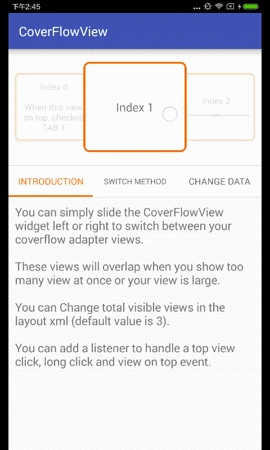 下午2:45
CoverFlowView
Index 0
When this view
on top, checked
TAB 1
Index 1
index 2
INTRODUCTION
SWITCH METHOD
CHANGE DATA
You can simply slide the CoverFlowView
widget left or right to switch between your
coverflow adapter views.
These views will overlap when you show too
many view at once or your view is large.
You can Change total visible views in the
layout xml (default value is 3).
You can add a listener to handle a top view
click, long click and view on top event.